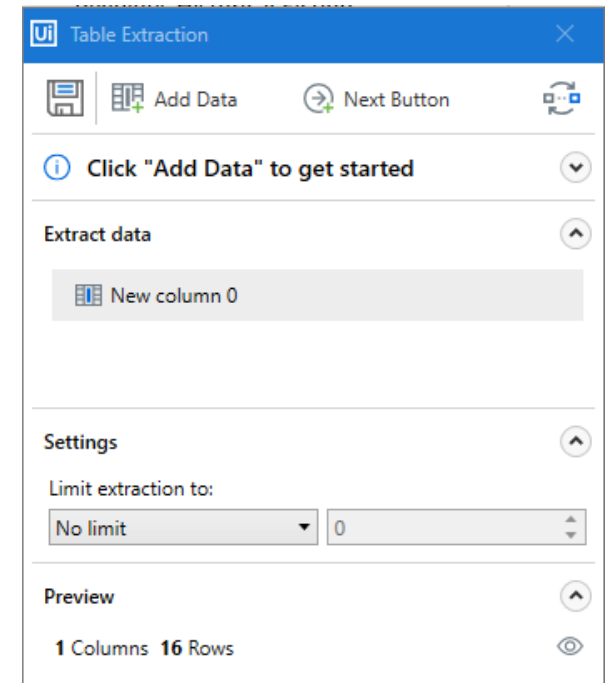 Ui Table Extraction
Add Data Next Button
Click "Add Data" to get started
Extract data
New column 0
Settings
Limit extraction to:
No limit 0
Preview
1 Columns 16 Rows